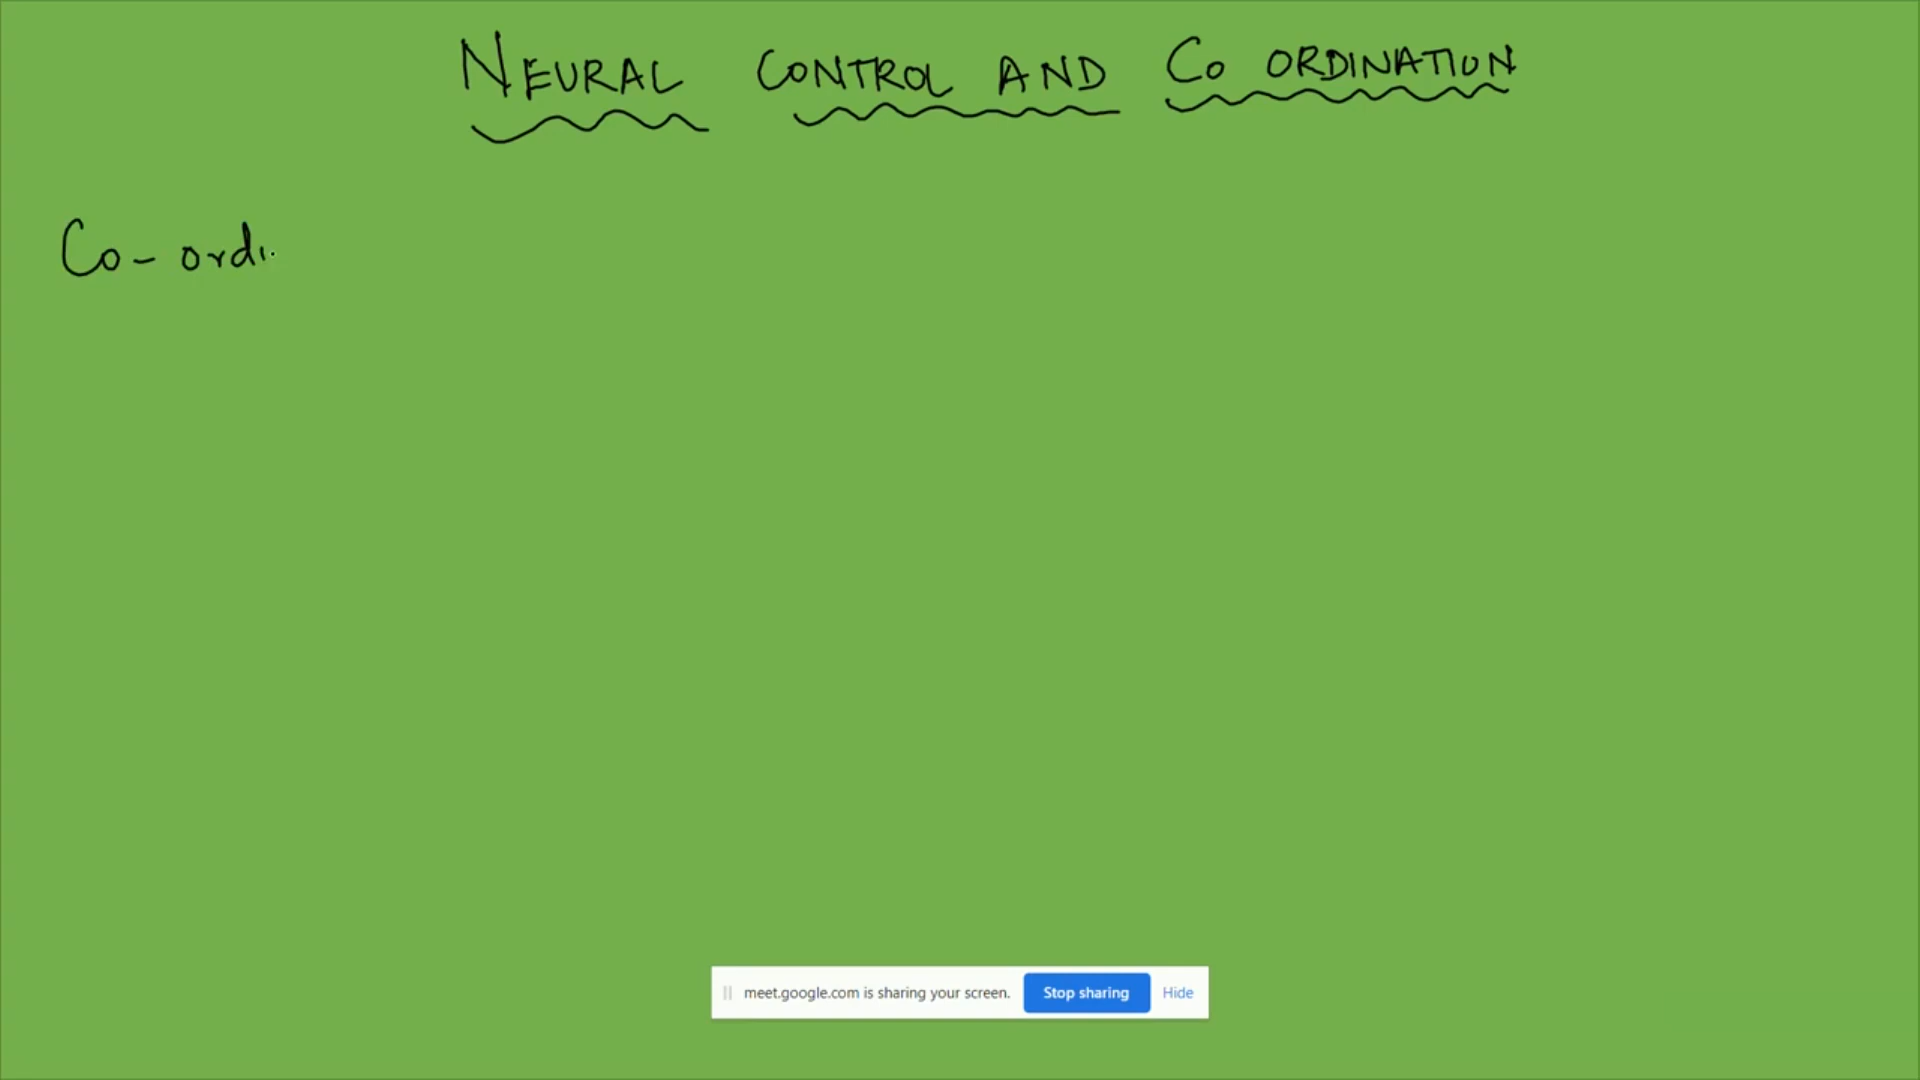 NEURAL CONTROL AND CO ORDINATION
Co- ordi
meet.google.com is sharing your screen. Stop sharing Hide